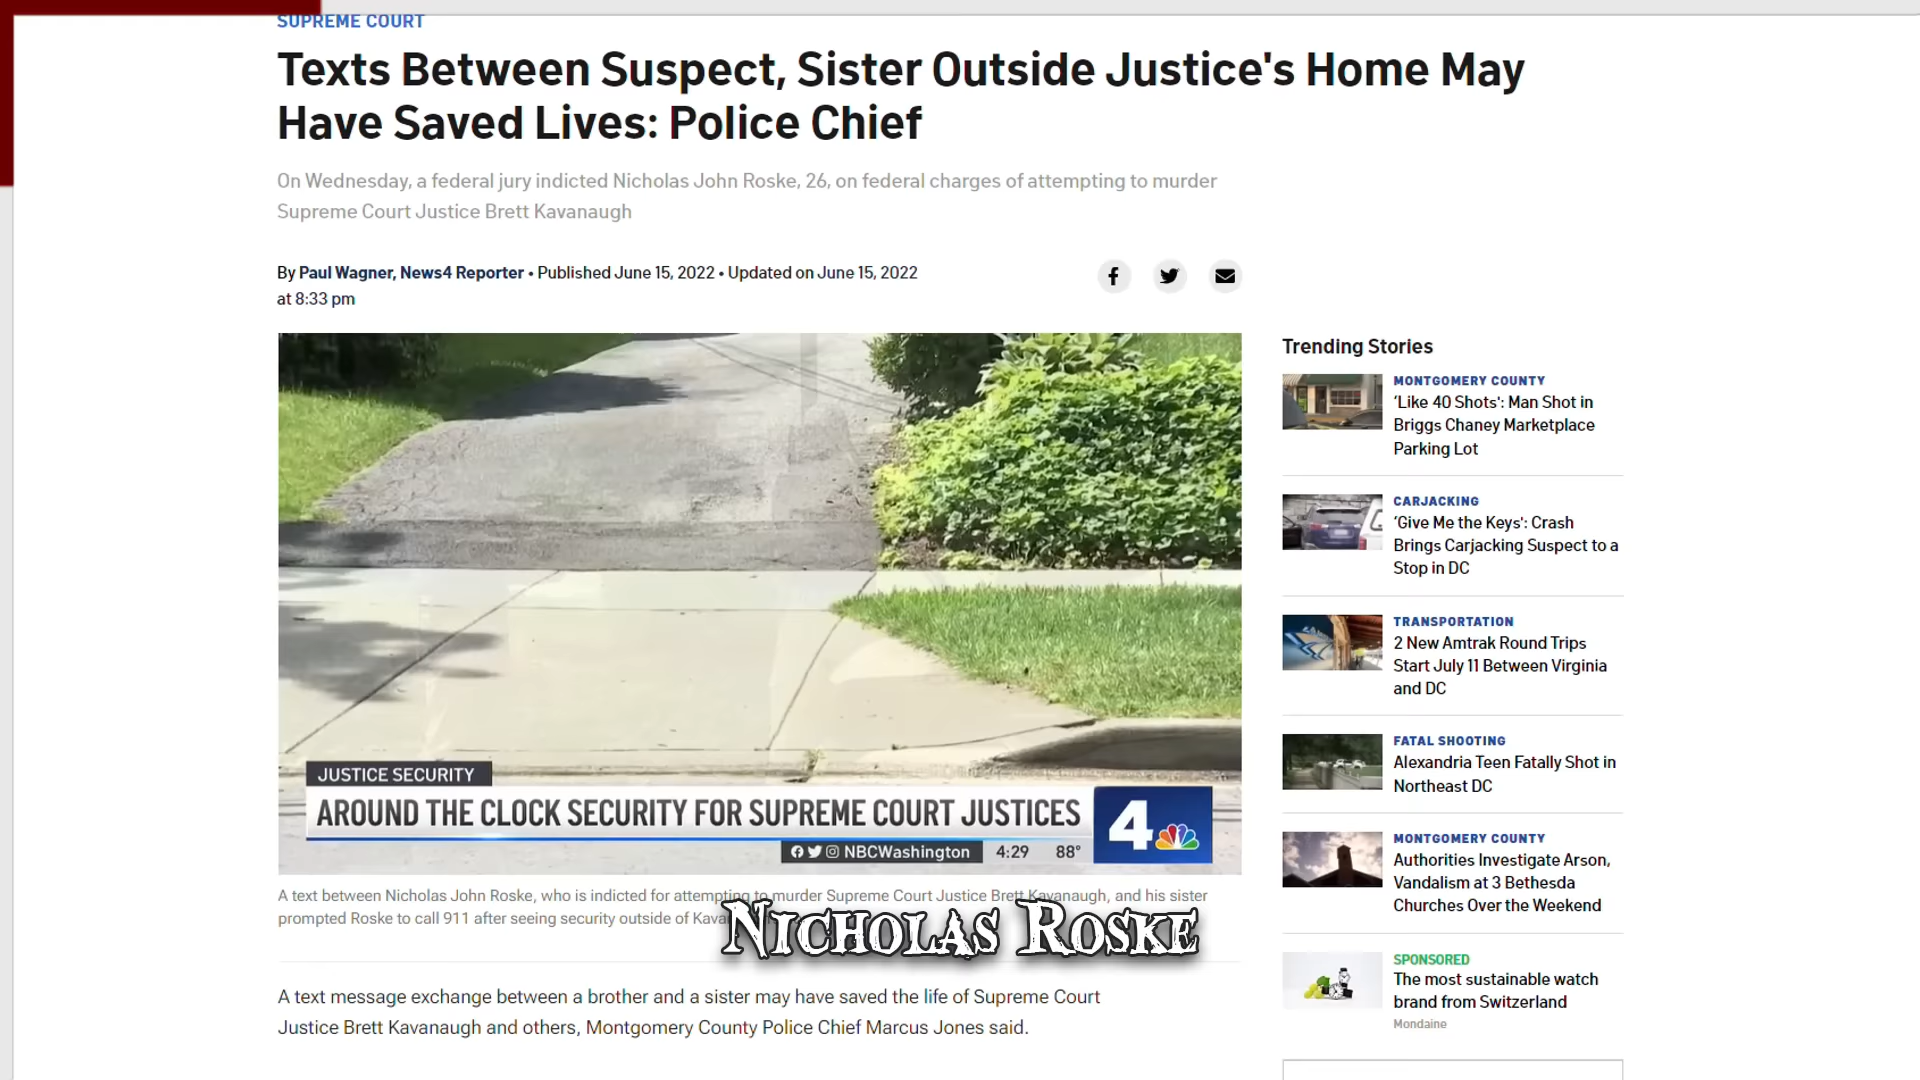 SUPREME COURT
Texts Between Suspect, Sister Outside Justice's Home May
Have Saved Lives: Police Chief
On Wednesday, a federal jury indicted Nicholas John Roske, 26, on federal charges of attempting to murder
Supreme Court Justice Brett Kavanaugh
By Paul Wagner, News4 Reporter • Published June 15, 2022 • Updated on June 15, 2022
at 8:33 pm
JUSTICE SECURITY
AROUND THE CLOCK SECURITY FOR SUPREME COURT JUSTICES
4
NBCWashington 4:29 88°
A text between Nicholas John Roske, who is indicted for attempting to murder Supreme Court Justice Brett Kavanaugh, and his sister
prompted Roske to call 911 after seeing security outside of
NICHOLAS ROSKE
A text message exchange between a brother and a sister may have saved the life of Supreme Court
Justice Brett Kavanaugh and others, Montgomery County Police Chief Marcus Jones said.
Trending Stories
MONTGOMERY COUNTY
'Like 40 Shots': Man Shot in
Briggs Chaney Marketplace
Parking Lot
CARJACKING
'Give Me the Keys': Crash
Brings Carjacking Suspect to a
Stop in DC
TRANSPORTATION
2 New Amtrak Round Trips
Start July 11 Between Virginia
and DC
FATAL SHOOTING
Alexandria Teen Fatally Shot in
Northeast DC
MONTGOMERY COUNTY
Authorities Investigate Arson,
Vandalism at 3 Bethesda
Churches Over the Weekend
SPONSORED
The most sustainable watch
brand from Switzerland
Mondaine